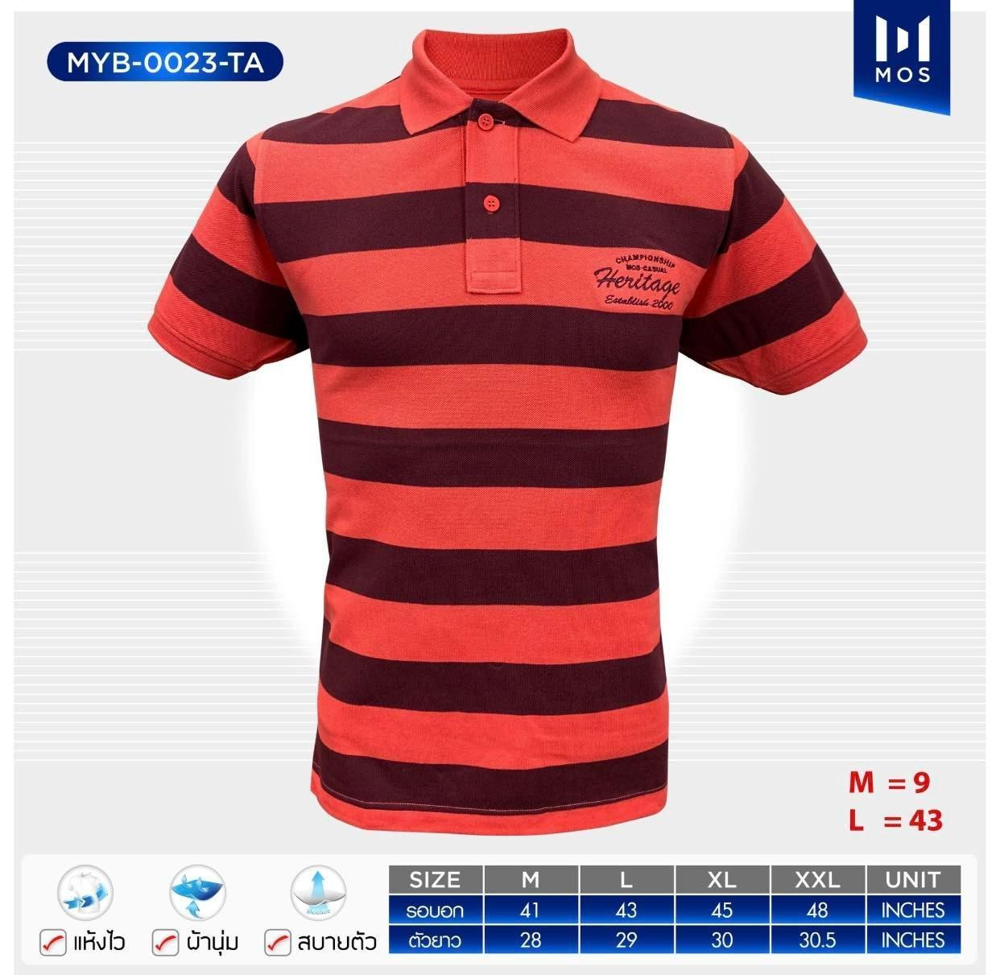 MYB-0023-TA
MOS
CHAMPIONSHIP
MOS CASUAL
Heritage
Establish 2000
M = 9
L = 43
Moisture
แห้งไว ผ้านุ่ม สบายตัว
SIZE M L XL XXL UNIT
รอบอก 41 43 45 48 INCHES
ตัวยาว 28 29 30 30.5 INCHES